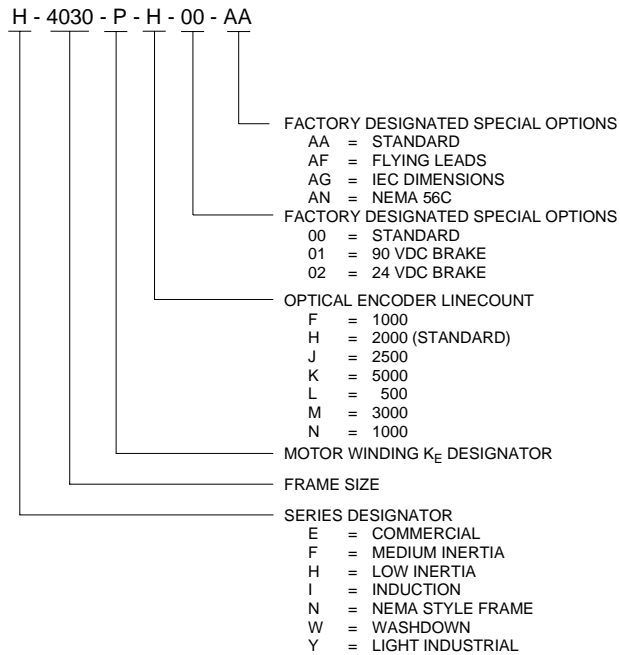 H - 4030 - P - H - 00 - AA
FACTORY DESIGNATED SPECIAL OPTIONS
AA = STANDARD
AF = FLYING LEADS
AG = IEC DIMENSIONS
AN = NEMA 56C
FACTORY DESIGNATED SPECIAL OPTIONS
00 = STANDARD
01 = 90 VDC BRAKE
02 = 24 VDC BRAKE
OPTICAL ENCODER LINECOUNT
F = 1000
H = 2000 (STANDARD)
J = 2500
K = 5000
L = 500
M = 3000
N = 1000
MOTOR WINDING KE DESIGNATOR
FRAME SIZE
SERIES DESIGNATOR
E = COMMERCIAL
F = MEDIUM INERTIA
H = LOW INERTIA
I = INDUCTION
N = NEMA STYLE FRAME
W = WASHDOWN
Y = LIGHT INDUSTRIAL